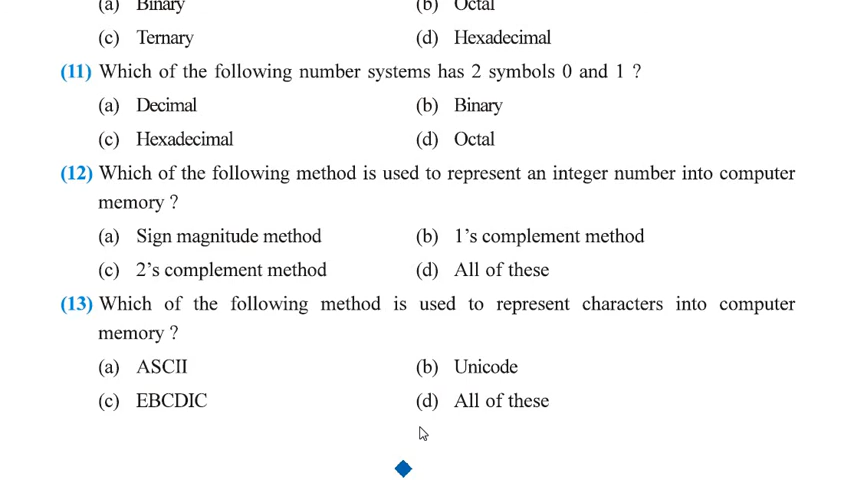 (a) Binary (b) Octal
(c) Ternary (d) Hexadecimal
(11) Which of the following number systems has 2 symbols 0 and 1 ?
(a) Decimal (b) Binary
(c) Hexadecimal (d) Octal
(12) Which of the following method is used to represent an integer number into computer
memory ?
(a) Sign magnitude method (b) 1’s complement method
(c) 2’s complement method (d) All of these
(13) Which of the following method is used to represent characters into computer
memory ?
(a) ASCII (b) Unicode
(c) EBCDIC (d) All of these